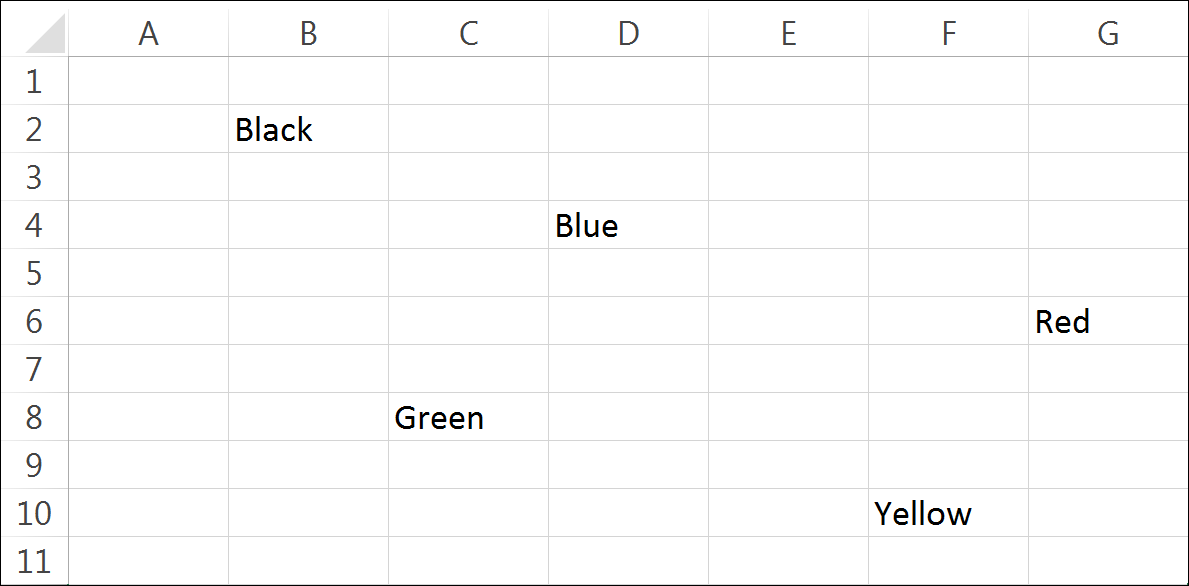 A B C D E F G
1
2 Black
3
4 Blue
5
6 Red
7
8 Green
9
10 Yellow
11